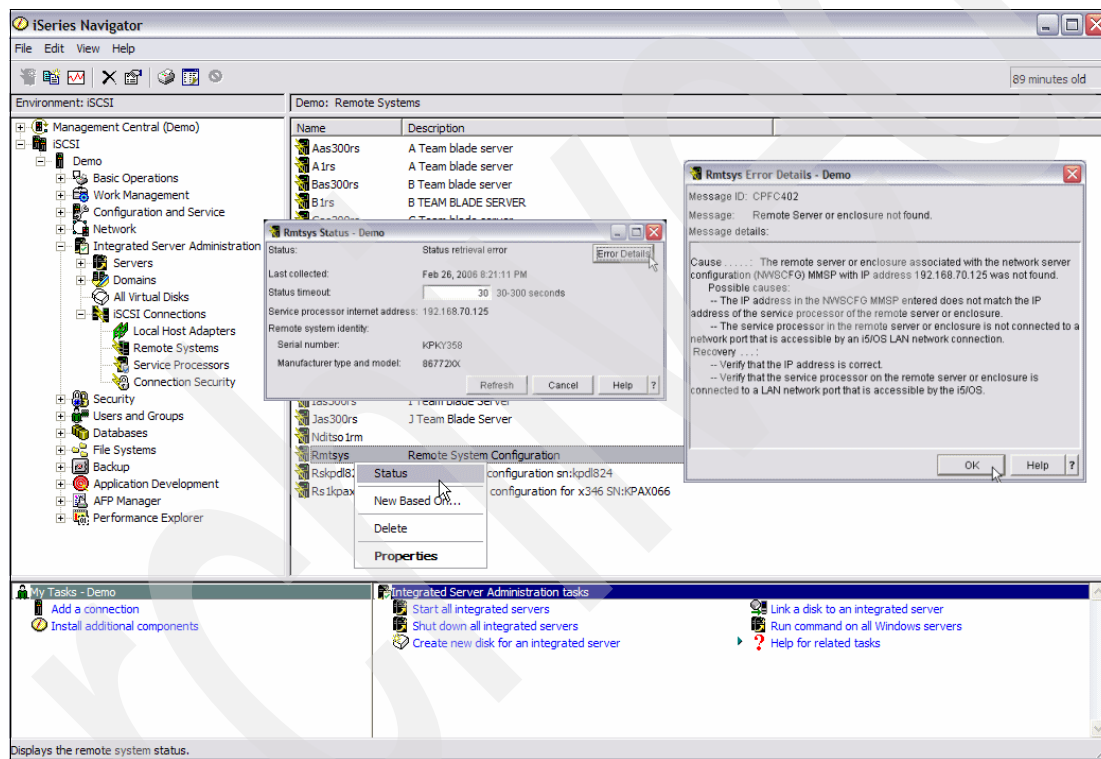 iSeries Navigator
File Edit View Help
89 minutes old
Environment: iSCSI
Demo: Remote Systems
Management Central (Demo)
iSCSI
Demo
Basic Operations
Work Management
Configuration and Service
Network
Integrated Server Administration
Servers
Domains
All Virtual Disks
iSCSI Connections
Local Host Adapters
Remote Systems
Service Processors
Connection Security
Security
Users and Groups
Databases
File Systems
Backup
Application Development
AFP Manager
Performance Explorer
Name Description
Aas300rs A Team blade server
A1rs A Team blade server
Bas300rs B Team blade server
B1rs B TEAM BLADE SERVER
Jas300rs J Team Blade Server
Nditso1rm
Rmtsys Remote System Configuration
configuration sn:kpdl824
configuration for x346 SN:KPAX066
Status
New Based On...
Delete
Properties
Rmtsys Status - Demo
Status: Status retrieval error
Error Details
Last collected: Feb 26, 2006 8:21:11 PM
Status timeout: 30 30-300 seconds
Service processor internet address: 192.168.70.125
Remote system identity:
Serial number: KPKY358
Manufacturer type and model: 86772XX
Refresh Cancel Help ?
Rmtsys Error Details - Demo
Message ID: CPFC402
Message: Remote Server or enclosure not found.
Message details:
Cause . . . . . : The remote server or enclosure associated with the network server
configuration (NWSCFG) MMSP with IP address 192.168.70.125 was not found.
Possible causes:
-- The IP address in the NWSCFG MMSP entered does not match the IP
address of the service processor of the remote server or enclosure.
-- The service processor in the remote server or enclosure is not connected to a
network port that is accessible by an i5/OS LAN network connection.
Recovery . . . :
-- Verify that the IP address is correct.
-- Verify that the service processor on the remote server or enclosure is
connected to a LAN network port that is accessible by the i5/OS.
OK Help ?
My Tasks - Demo
Add a connection
Install additional components
Integrated Server Administration tasks
Start all integrated servers
Shut down all integrated servers
Create new disk for an integrated server
Link a disk to an integrated server
Run command on all Windows servers
? Help for related tasks
Displays the remote system status.